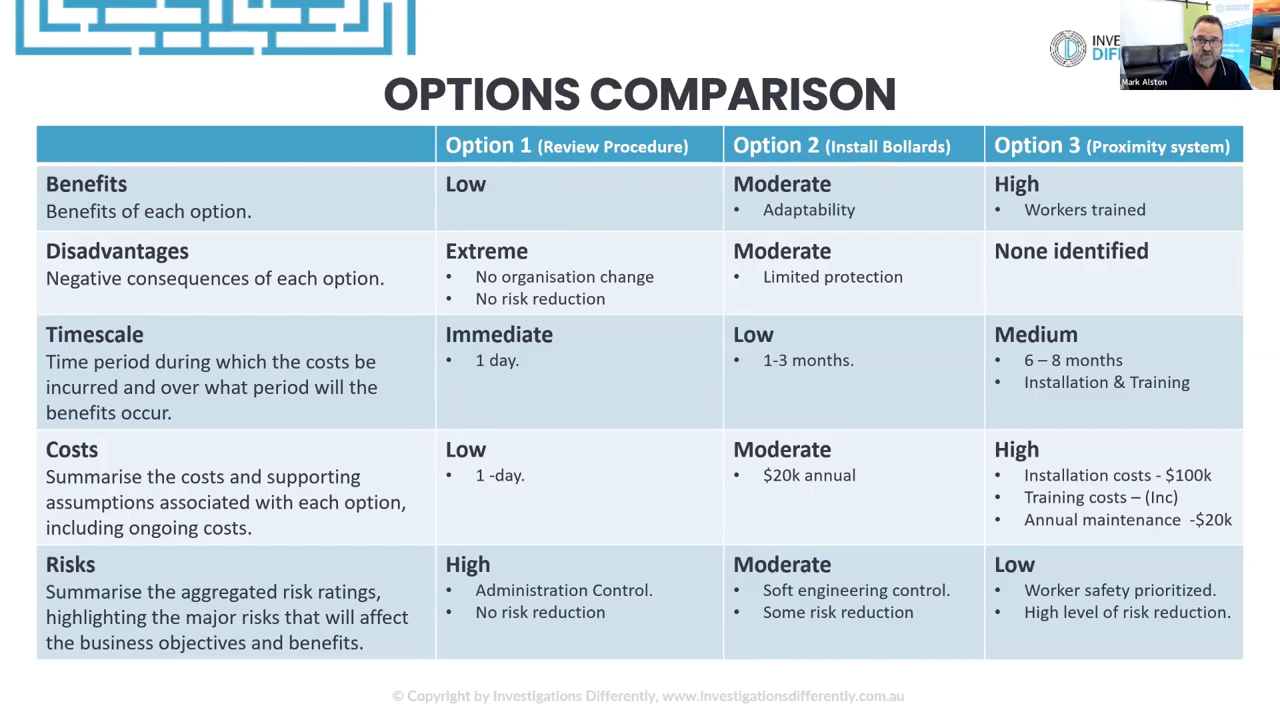 INVE
DIF
Mark Alston
OPTIONS COMPARISON
Option 1 (Review Procedure)
Option 2 (Install Bollards)
Option 3 (Proximity system)
Benefits
Benefits of each option.
Low
Moderate
• Adaptability
High
• Workers trained
Disadvantages
Negative consequences of each option.
Extreme
• No organisation change
• No risk reduction
Moderate
• Limited protection
None identified
Timescale
Time period during which the costs be
incurred and over what period will the
benefits occur.
Immediate
• 1 day.
Low
• 1-3 months.
Medium
• 6 – 8 months
• Installation & Training
Costs
Summarise the costs and supporting
assumptions associated with each option,
including ongoing costs.
Low
• 1 -day.
Moderate
• $20k annual
High
• Installation costs - $100k
• Training costs – (Inc)
• Annual maintenance -$20k
Risks
Summarise the aggregated risk ratings,
highlighting the major risks that will affect
the business objectives and benefits.
High
• Administration Control.
• No risk reduction
Moderate
• Soft engineering control.
• Some risk reduction
Low
• Worker safety prioritized.
• High level of risk reduction.
© Copyright by Investigations Differently, www.investigationsdifferently.com.au